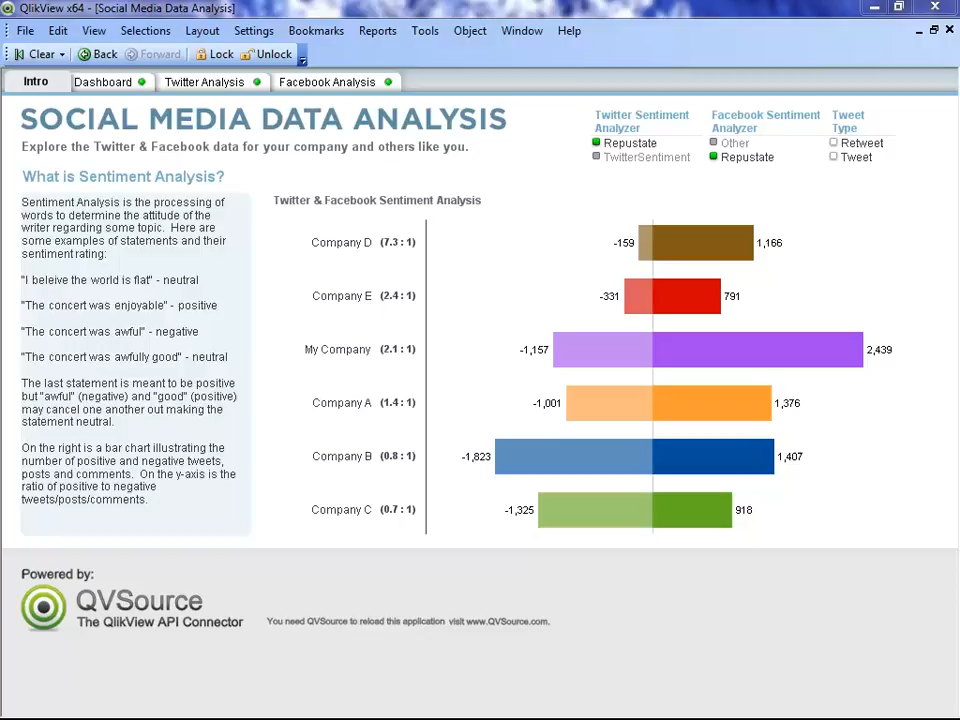 QlikView x64 - [Social Media Data Analysis]
File Edit View Selections Layout Settings Bookmarks Reports Tools Object Window Help
Clear Back Forward Lock Unlock
Intro Dashboard Twitter Analysis Facebook Analysis
SOCIAL MEDIA DATA ANALYSIS
Explore the Twitter & Facebook data for your company and others like you.
Twitter Sentiment
Analyzer
Repustate
TwitterSentiment
Facebook Sentiment
Analyzer
Other
Repustate
Tweet
Type
Retweet
Tweet
What is Sentiment Analysis?
Sentiment Analysis is the processing of
words to determine the attitude of the
writer regarding some topic. Here are
some examples of statements and their
sentiment rating:
"I beleive the world is flat" - neutral
"The concert was enjoyable" - positive
"The concert was awful" - negative
"The concert was awfully good" - neutral
The last statement is meant to be positive
but "awful" (negative) and "good" (positive)
may cancel one another out making the
statement neutral.
On the right is a bar chart illustrating the
number of positive and negative tweets,
posts and comments. On the y-axis is the
ratio of positive to negative
tweets/posts/comments.
Twitter & Facebook Sentiment Analysis
Company D (7.3 : 1) -159 1,166
Company E (2.4 : 1) -331 791
My Company (2.1 : 1) -1,157 2,439
Company A (1.4 : 1) -1,001 1,376
Company B (0.8 : 1) -1,823 1,407
Company C (0.7 : 1) -1,325 918
Powered by:
QVSource
The QlikView API Connector
You need QVSource to reload this application visit www.QVSource.com.